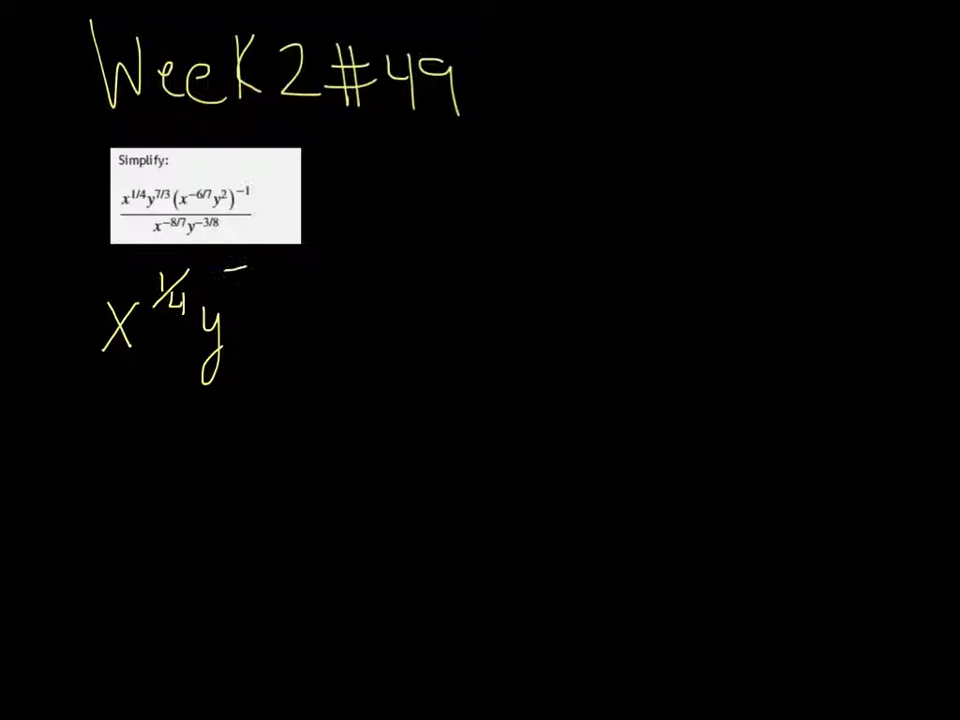 Week 2 #49
Simplify:
x^{1/4}y^{7/3}(x^{-6/7}y^2)^{-1}
x^{-8/7}y^{-3/8}
x^{1/4} y^-